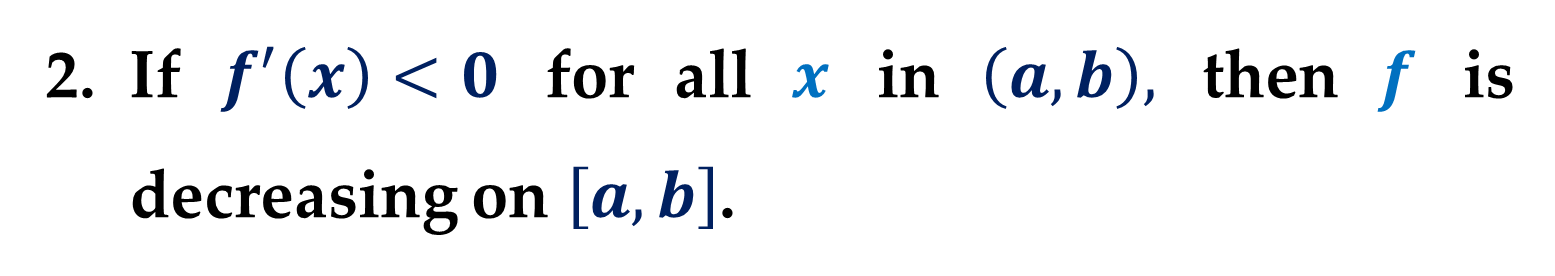 2. If f′(x) < 0 for all x in (a, b), then f is
decreasing on [a, b].